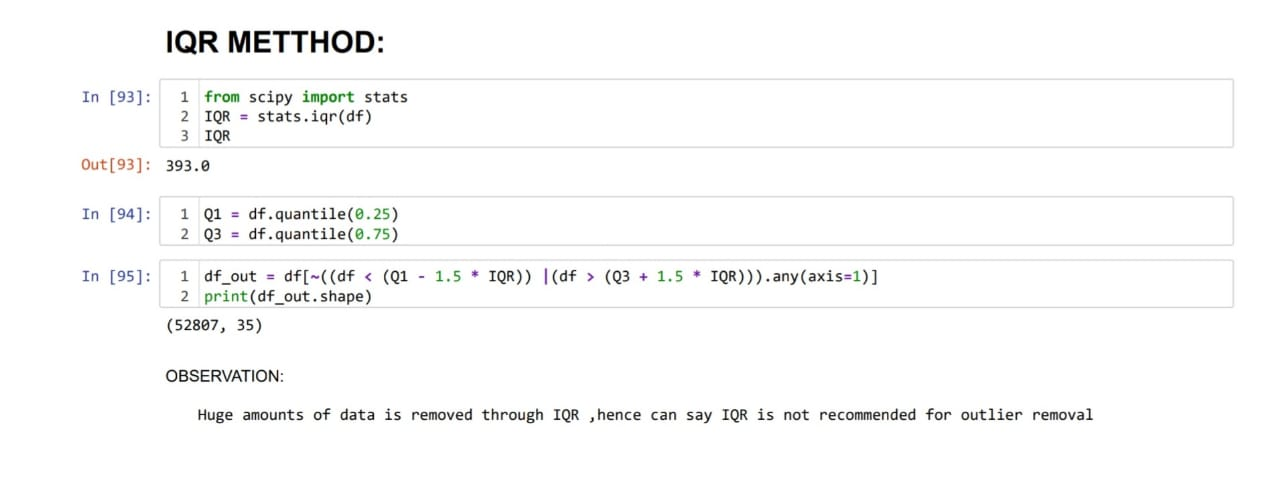 IQR METTHOD:
In [93]: 1 from scipy import stats
2 IQR = stats.iqr(df)
3 IQR
Out[93]: 393.0
In [94]: 1 Q1 = df.quantile(0.25)
2 Q3 = df.quantile(0.75)
In [95]: 1 df_out = df[~((df < (Q1 - 1.5 * IQR)) |(df > (Q3 + 1.5 * IQR))).any(axis=1)]
2 print(df_out.shape)
(52807, 35)
OBSERVATION:
Huge amounts of data is removed through IQR ,hence can say IQR is not recommended for outlier removal